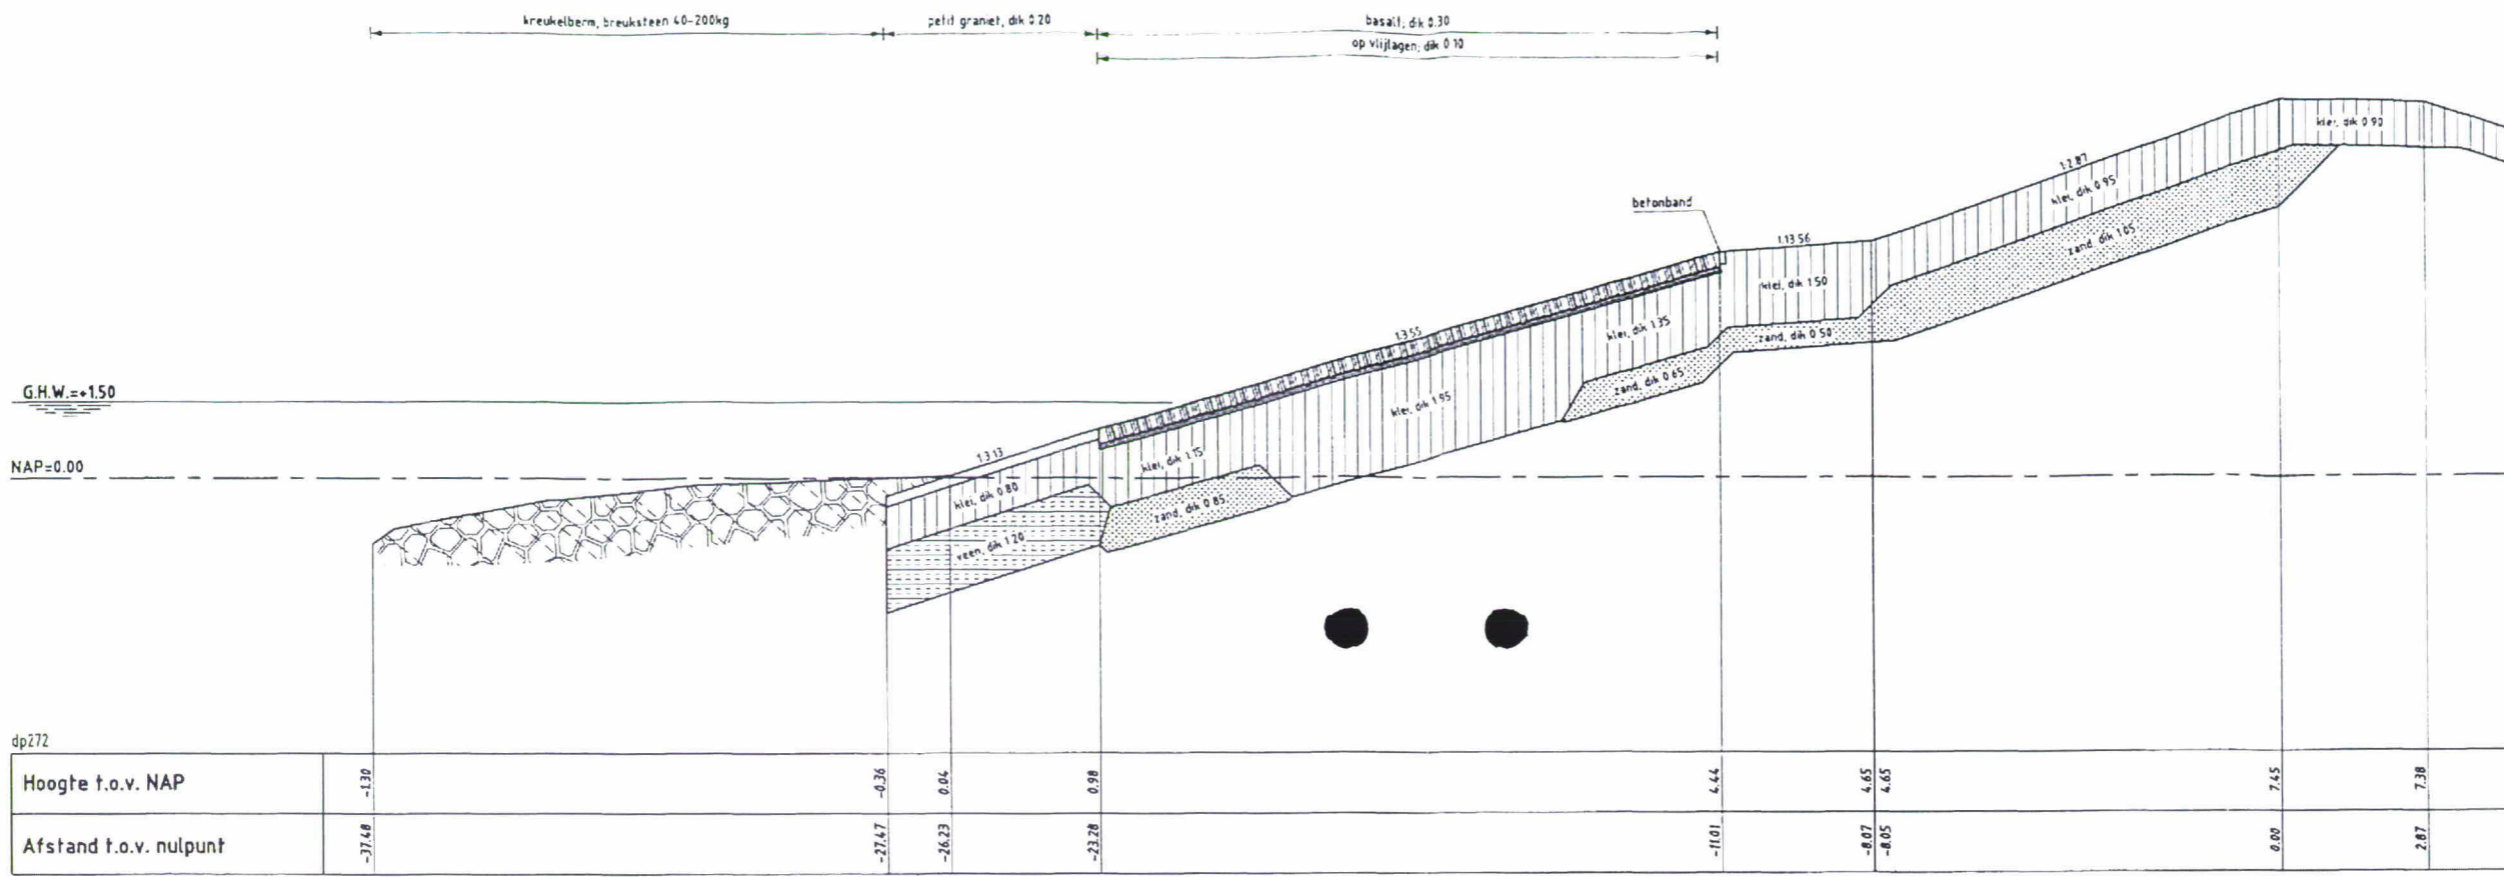 kreukelberm, breuksteen 40-200kg
petit graniet, dik 0.20
basalt; dik 0.30
op vlijlagen; dik 0.10
klei, dik 0.90
1:2.87
klei, dik 0.95
betonband
zand, dik 1.05
1:13.56
klei, dik 1.50
1:3.55
klei, dik 1.35
zand, dik 0.50
zand, dik 0.65
G.H.W.=+1.50
klei, dik 1.95
1:3.13
klei, dik 1.15
NAP=0.00
klei, dik 0.80
zand, dik 0.85
veen, dik 1.20
dp272
Hoogte t.o.v. NAP -1.30 -0.36 0.04 0.98 4.44 4.65 4.65 7.45 7.38
Afstand t.o.v. nulpunt -37.48 -27.47 -26.23 -23.28 -11.01 -8.07 -8.05 0.00 2.87